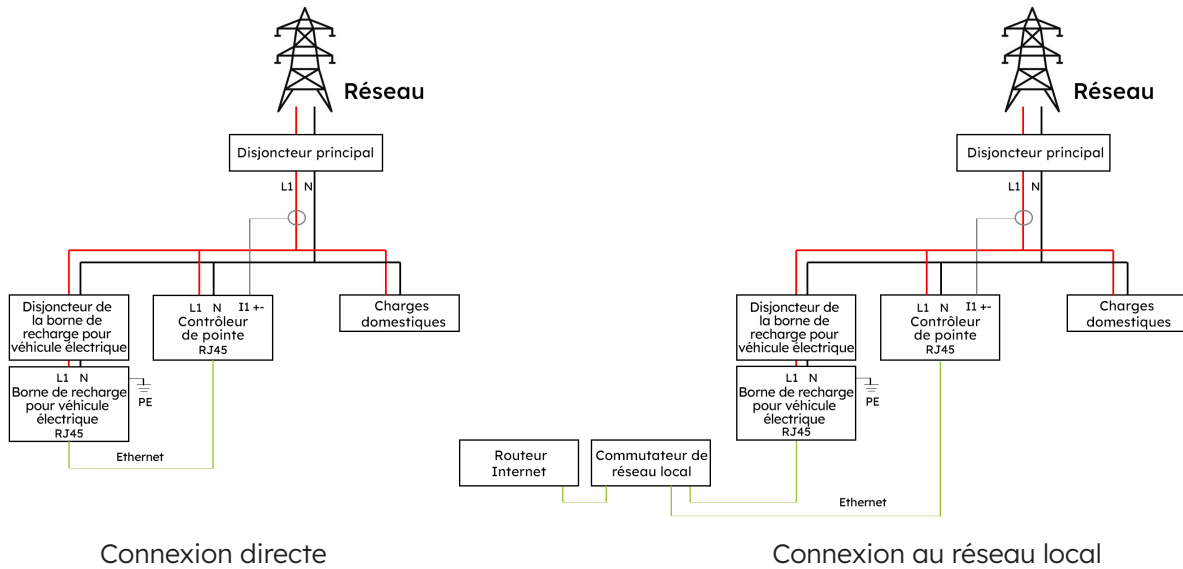 Réseau
Disjoncteur principal
L1 N
Disjoncteur de
la borne de
recharge pour
véhicule électrique
L1 N I1 +-
Contrôleur
de pointe
RJ45
Charges
domestiques
L1 N
Borne de recharge
pour véhicule
électrique
RJ45
PE
Ethernet
Connexion directe
Réseau
Disjoncteur principal
L1 N
Disjoncteur de
la borne de
recharge pour
véhicule électrique
L1 N I1 +-
Contrôleur
de pointe
RJ45
Charges
domestiques
L1 N
Borne de recharge
pour véhicule
électrique
RJ45
PE
Routeur
Internet
Commutateur de
réseau local
Ethernet
Connexion au réseau local